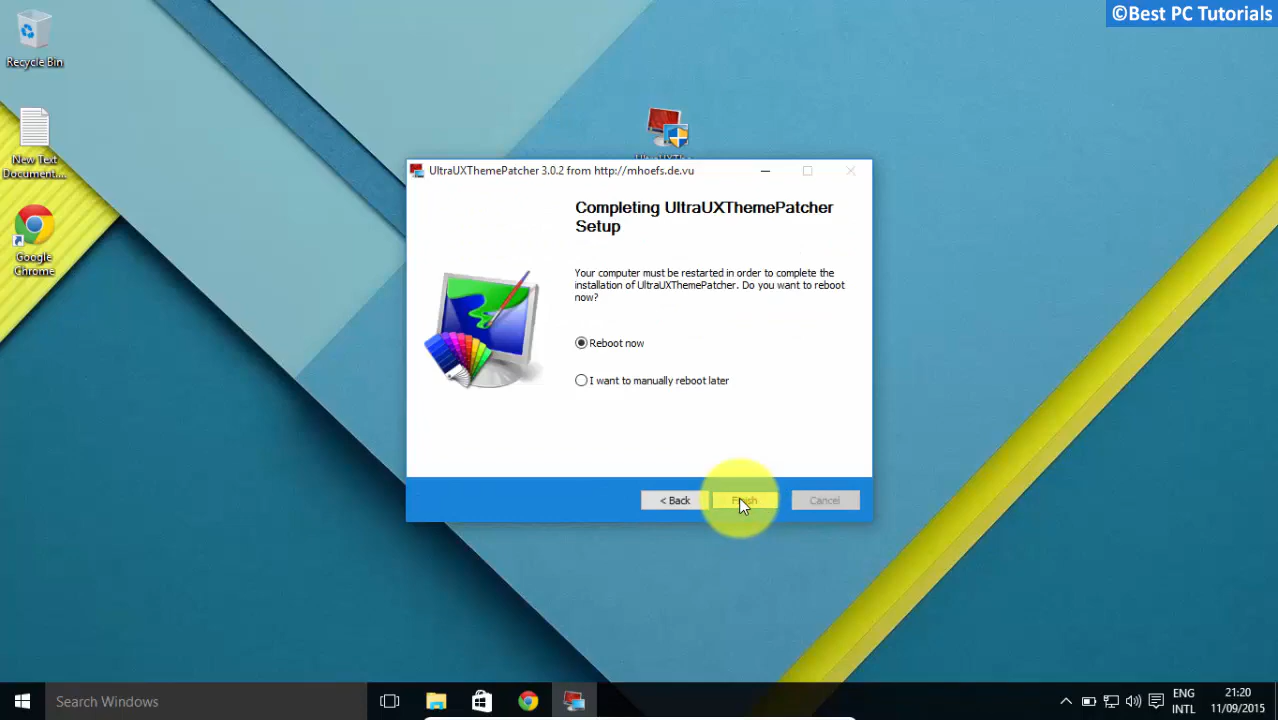 ©Best PC Tutorials
Recycle Bin
New Text
Document....
Google
Chrome
UltraUXThemePatcher 3.0.2 from http://mhoefs.de.vu
Completing UltraUXThemePatcher
Setup
Your computer must be restarted in order to complete the
installation of UltraUXThemePatcher. Do you want to reboot
now?
Reboot now
I want to manually reboot later
< Back
Finish
Cancel
Search Windows
ENG
INTL
21:20
11/09/2015